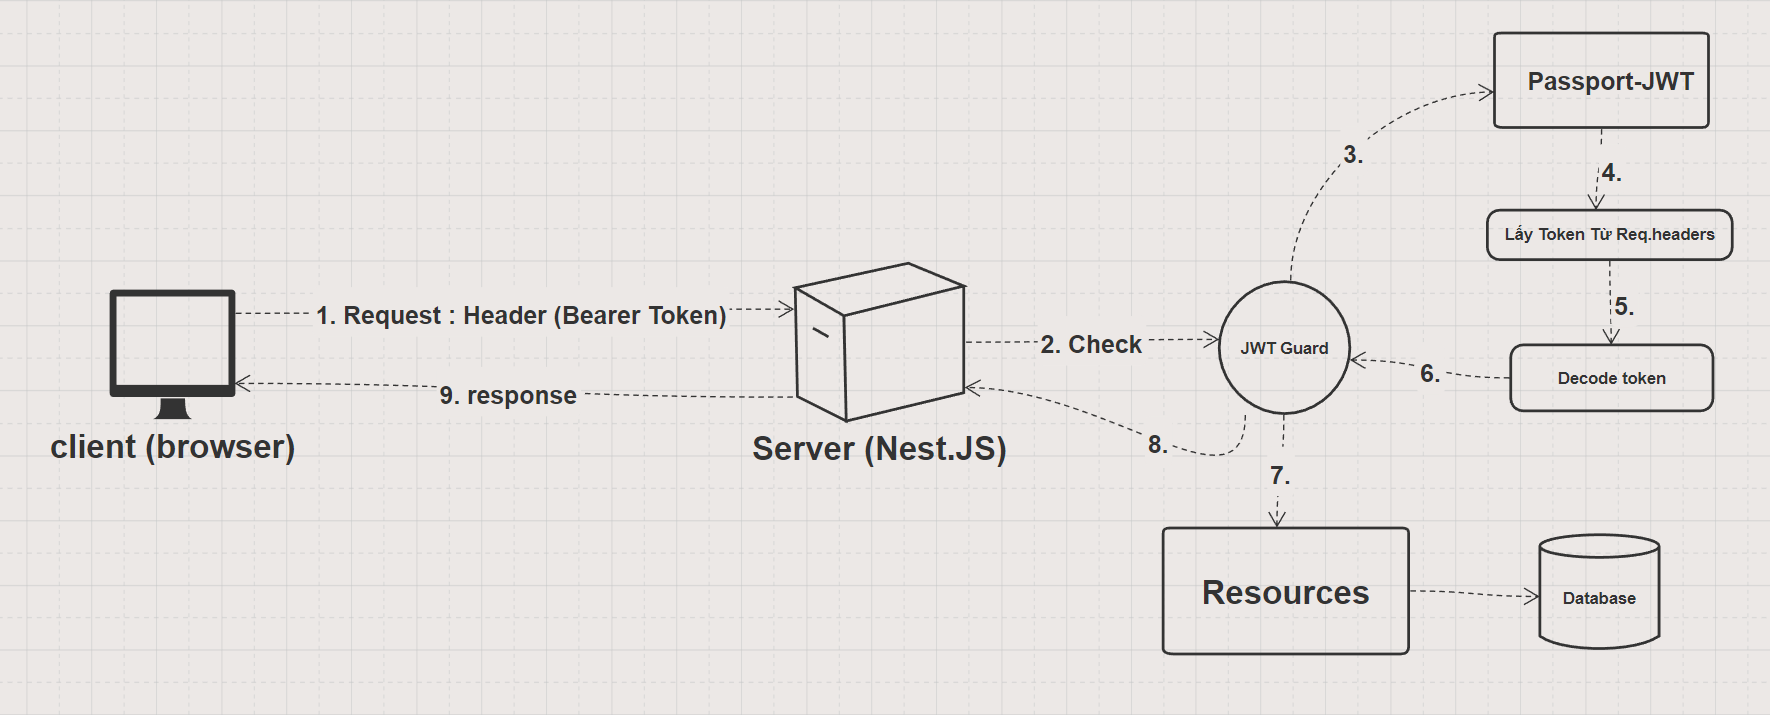 Passport-JWT
3.
4.
Lấy Token Từ Req.headers
5.
1. Request : Header (Bearer Token)
2. Check
JWT Guard
6.
Decode token
9. response
client (browser)
Server (Nest.JS)
8.
7.
Resources
Database